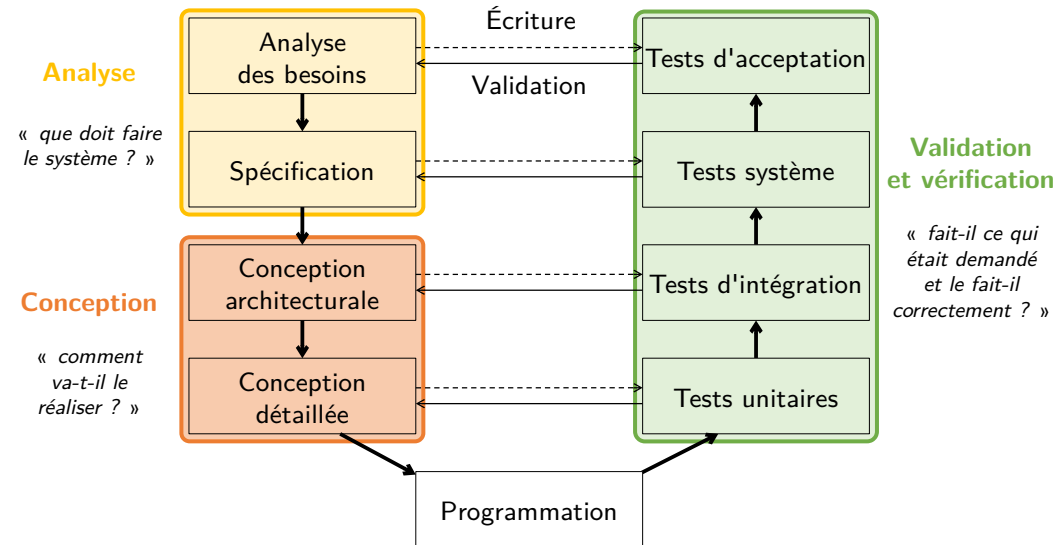 Écriture
Analyse
des besoins
Tests d'acceptation
Validation
Analyse
« que doit faire
le système ? »
Spécification
Tests système
Validation
et vérification
« fait-il ce qui
était demandé
et le fait-il
correctement ? »
Conception
architecturale
Tests d'intégration
Conception
« comment
va-t-il le
réaliser ? »
Conception
détaillée
Tests unitaires
Programmation